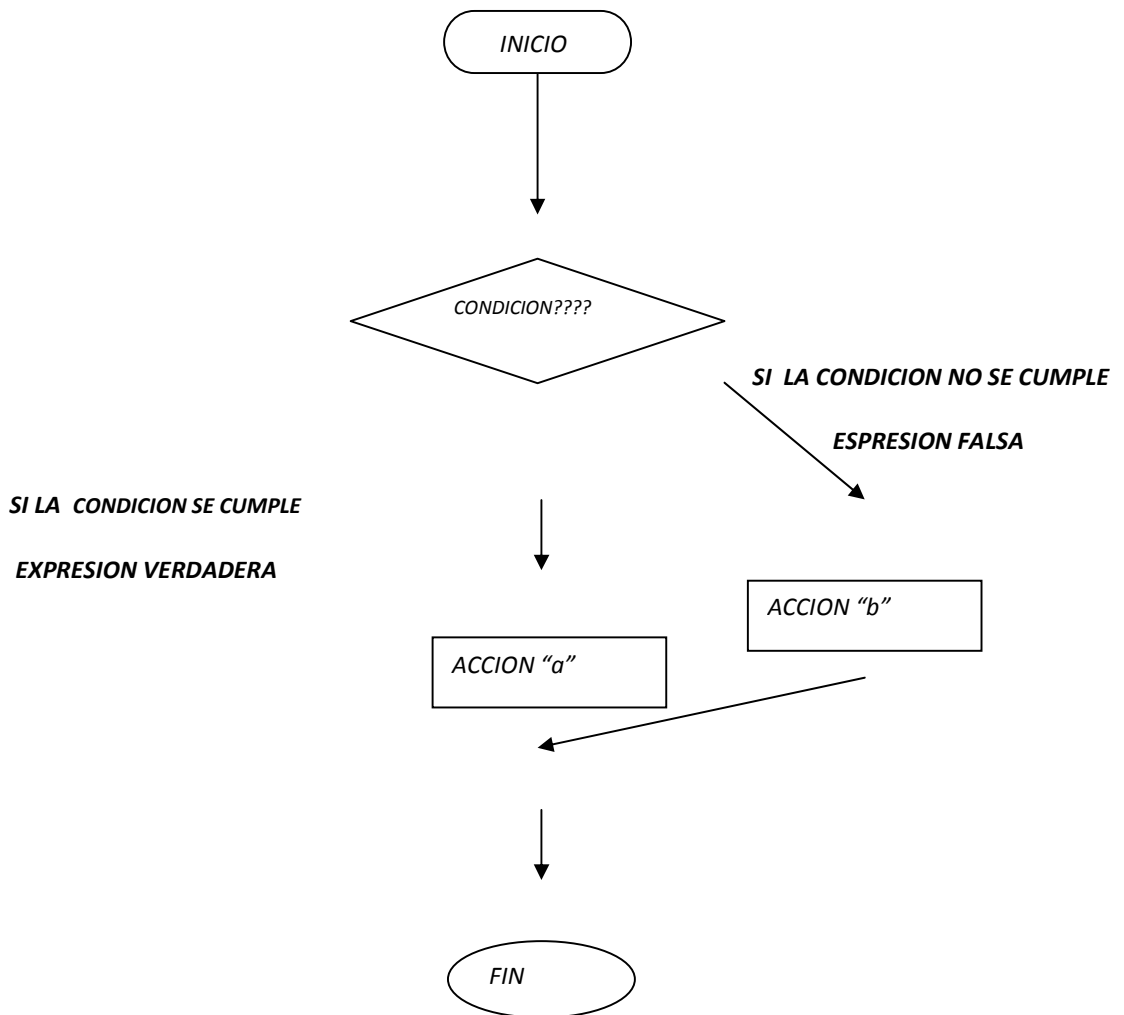 INICIO
CONDICION????
SI LA CONDICION NO SE CUMPLE
ESPRESION FALSA
SI LA CONDICION SE CUMPLE
EXPRESION VERDADERA
ACCION “b”
ACCION “a”
FIN